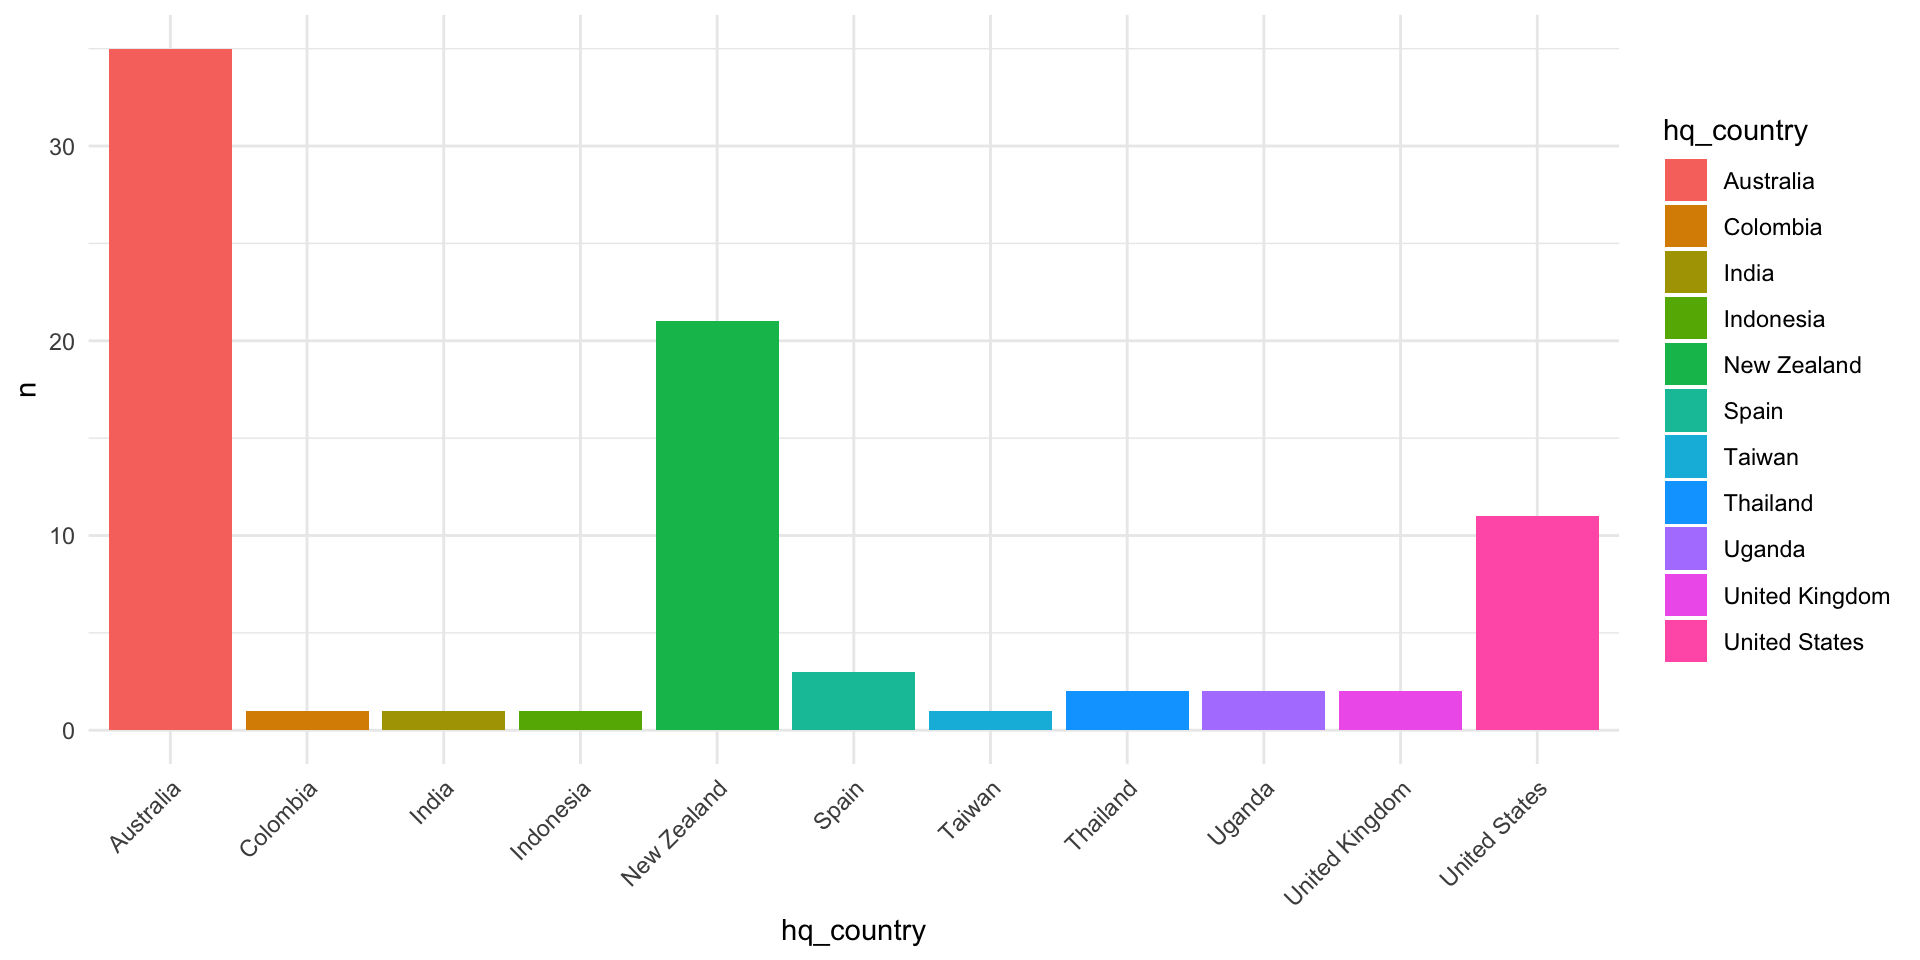 30
20
10
0
n
Australia
Colombia
India
Indonesia
New Zealand
Spain
Taiwan
Thailand
Uganda
United Kingdom
United States
hq_country
hq_country
Australia
Colombia
India
Indonesia
New Zealand
Spain
Taiwan
Thailand
Uganda
United Kingdom
United States